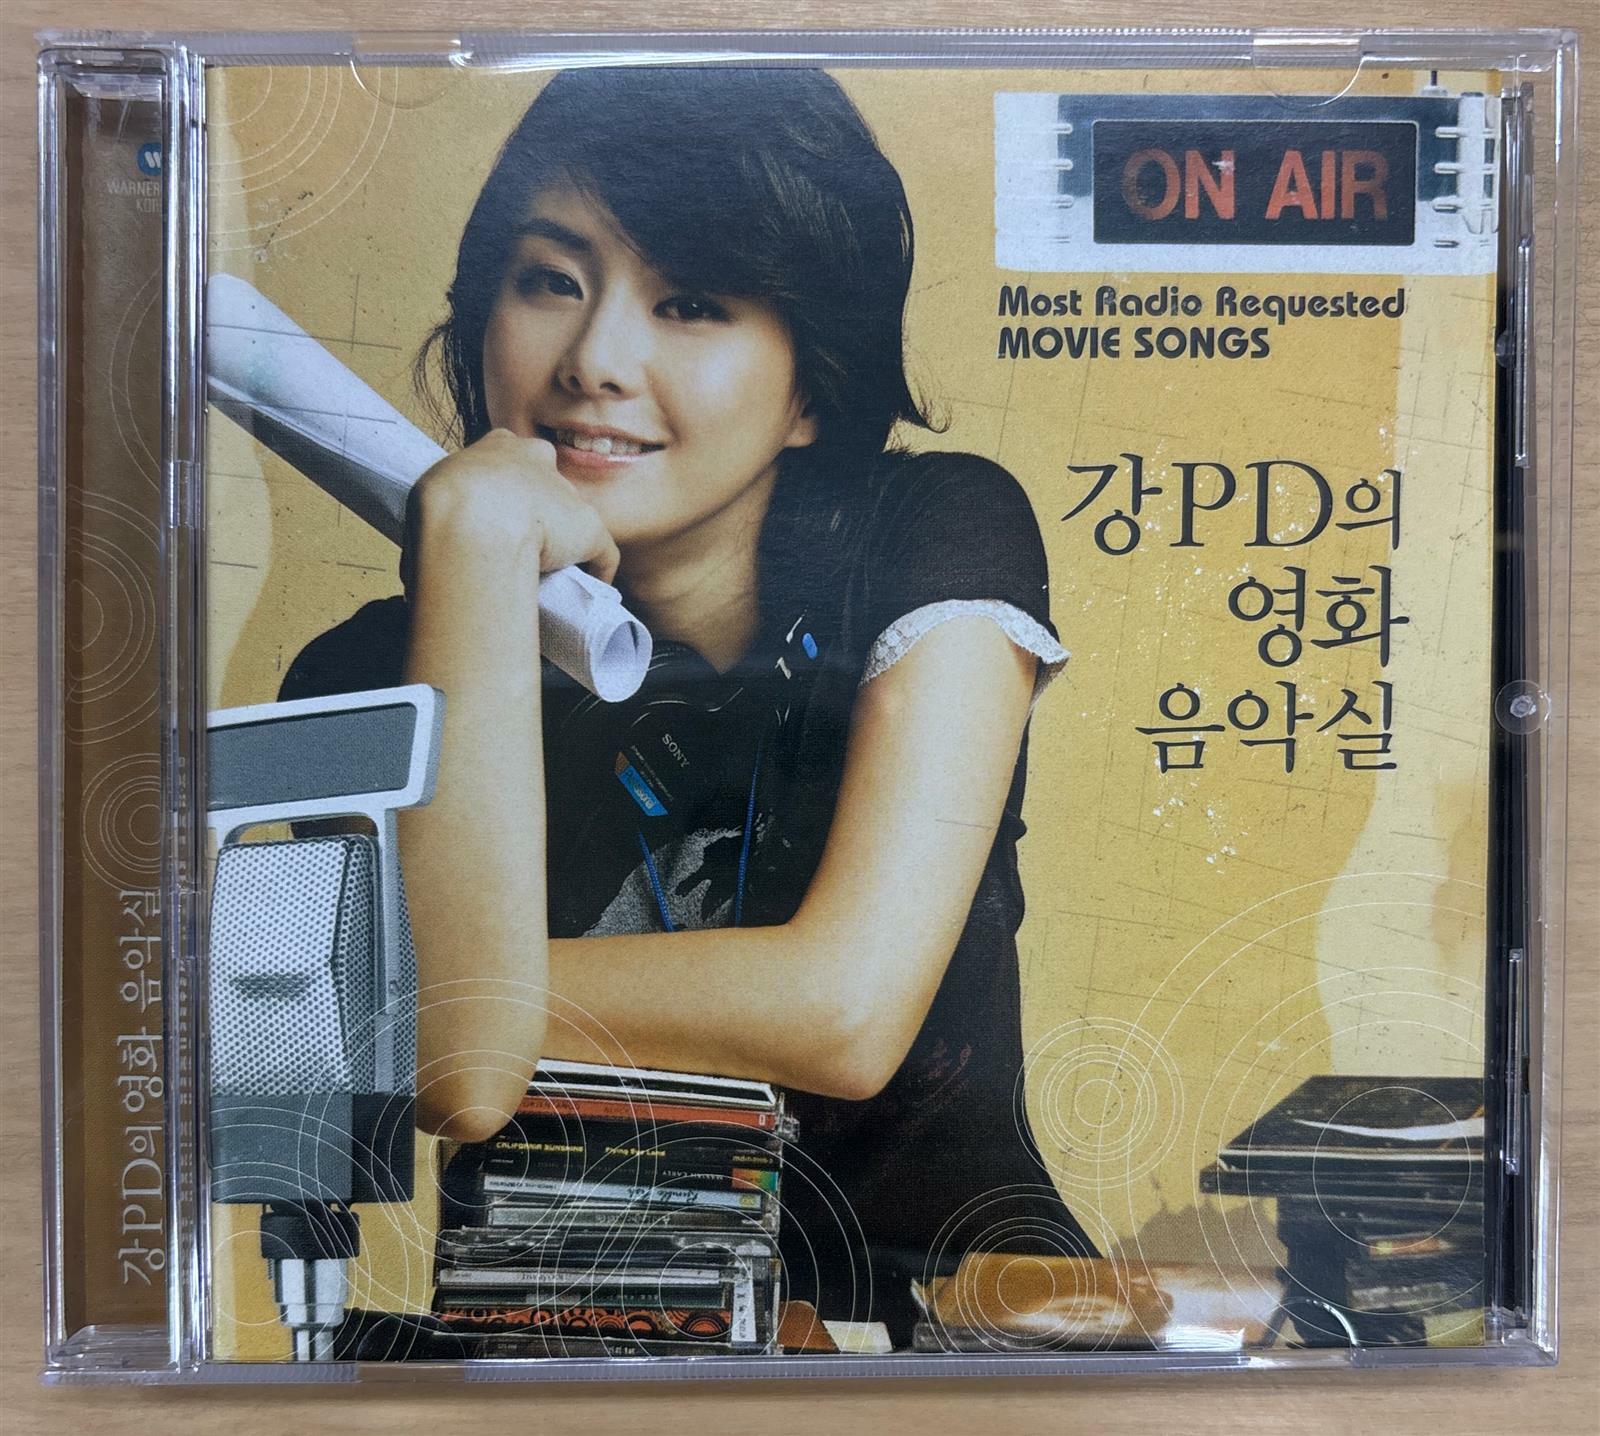 ON AIR
Most Radio Requested
MOVIE SONGS
강PD의
영화
음악실
SONY
CALIFORNIA SUNSHINE
강PD의 영화 음악실
WARNER